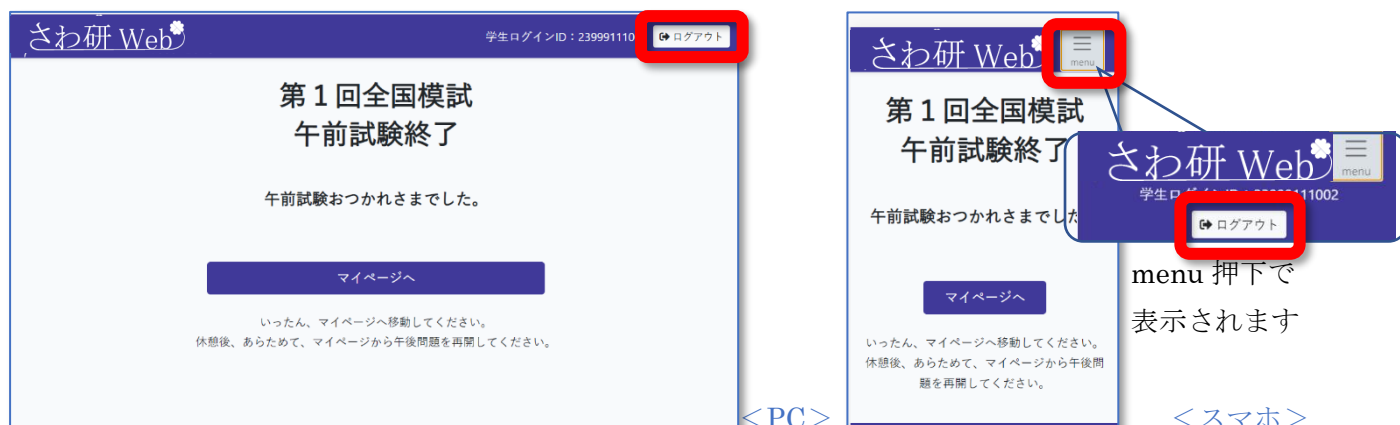 さわ研 Web
学生ログインID：239991110
ログアウト
第１回全国模試
午前試験終了
午前試験おつかれさまでした。
マイページへ
いったん、マイページへ移動してください。
休憩後、あらためて、マイページから午後問題を再開してください。
＜PC＞
さわ研 Web
menu
第１回全国模試
午前試験終了
午前試験おつかれさまでした
マイページへ
いったん、マイページへ移動してください。
休憩後、あらためて、マイページから午後問
題を再開してください。
さわ研 Web
menu
ログアウト
menu 押下で
表示されます
＜スマホ＞